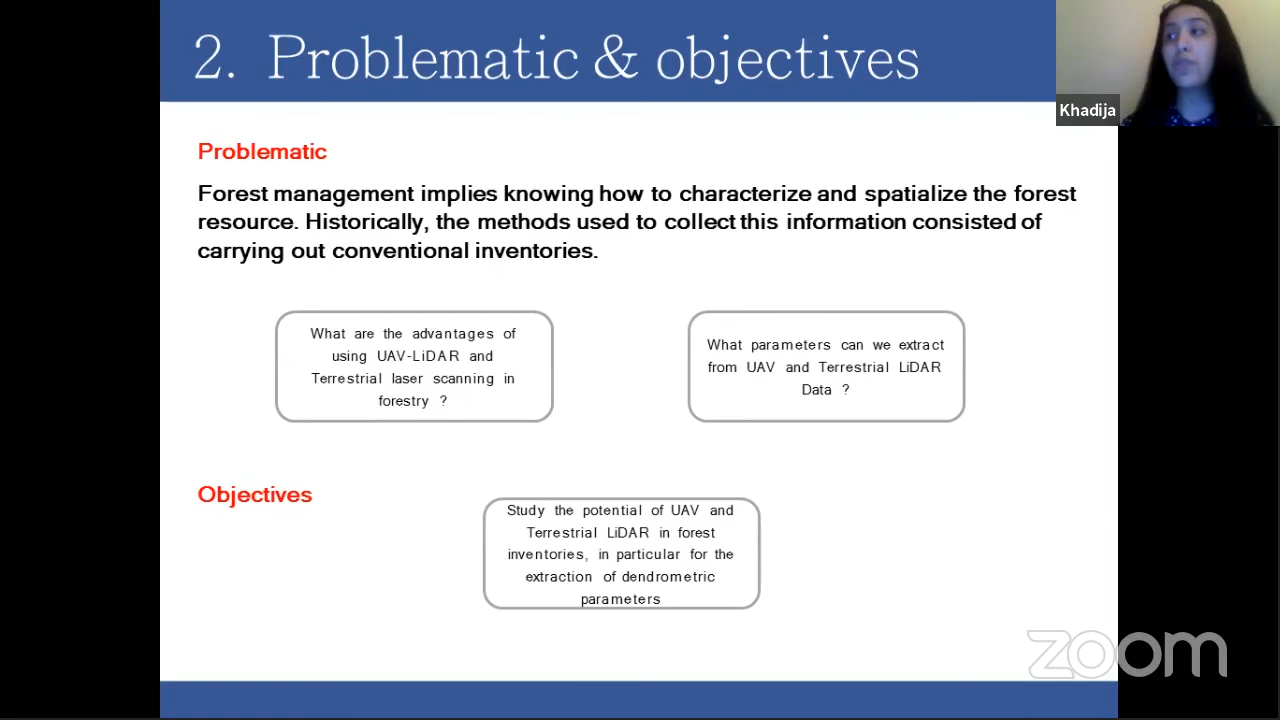 2. Problematic & objectives
Khadija
Problematic
Forest management implies knowing how to characterize and spatialize the forest
resource. Historically, the methods used to collect this information consisted of
carrying out conventional inventories.
What are the advantages of
using UAV-LiDAR and
Terrestrial laser scanning in
forestry ?
What parameters can we extract
from UAV and Terrestrial LiDAR
Data ?
Objectives
Study the potential of UAV and
Terrestrial LiDAR in forest
inventories, in particular for the
extraction of dendrometric
parameters
zoom